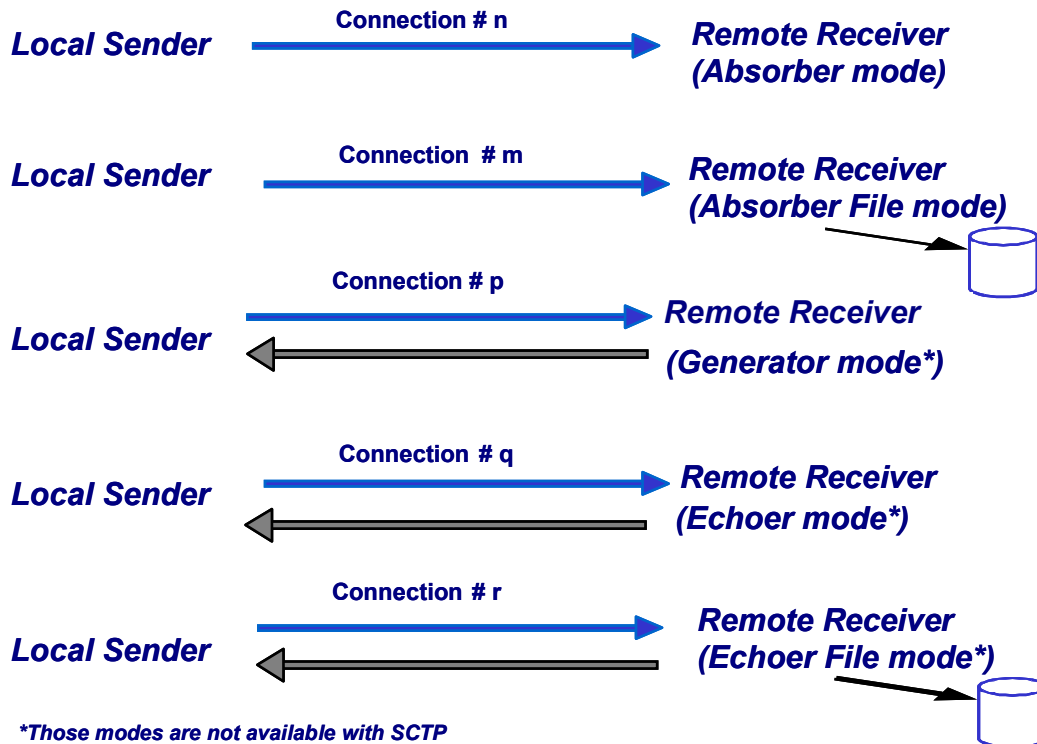 Connection # n
Local Sender
Remote Receiver
(Absorber mode)
Connection # m
Local Sender
Remote Receiver
(Absorber File mode)
Connection # p
Local Sender
Remote Receiver
(Generator mode*)
Connection # q
Local Sender
Remote Receiver
(Echoer mode*)
Connection # r
Local Sender
Remote Receiver
(Echoer File mode*)
*Those modes are not available with SCTP